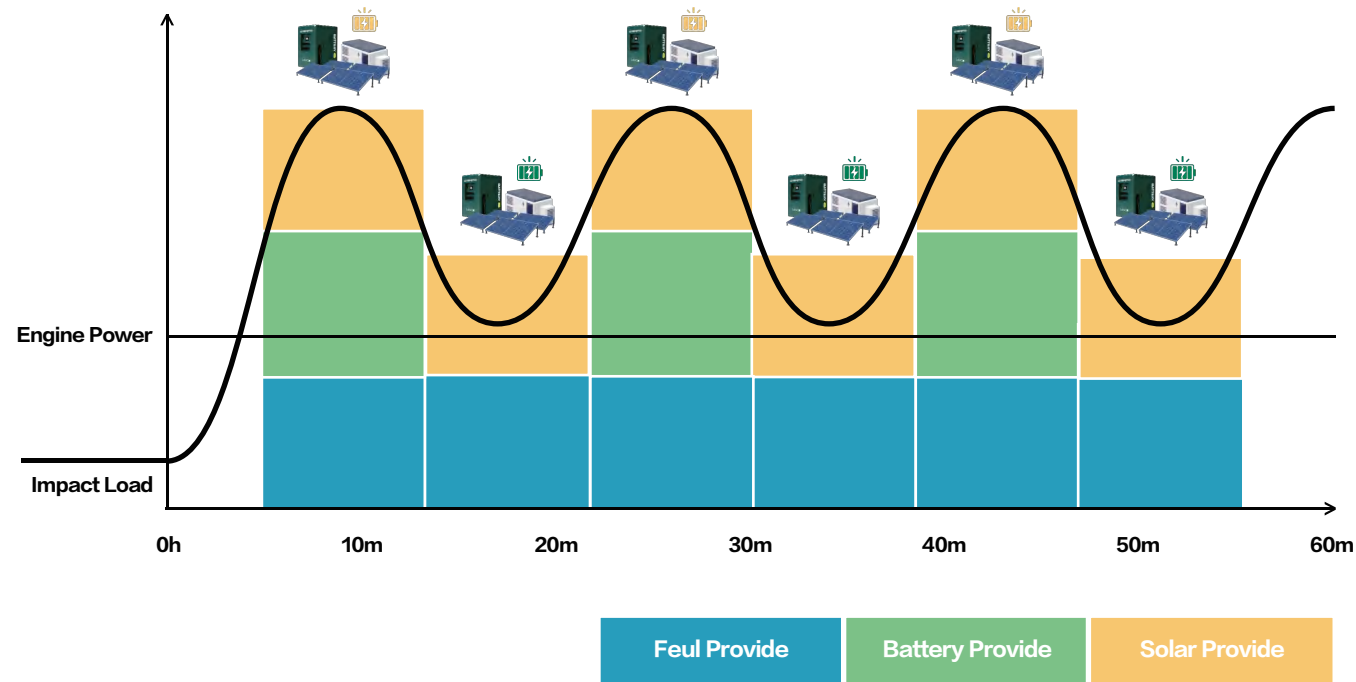 Engine Power
Impact Load
0h 10m 20m 30m 40m 50m 60m
Feul Provide Battery Provide Solar Provide